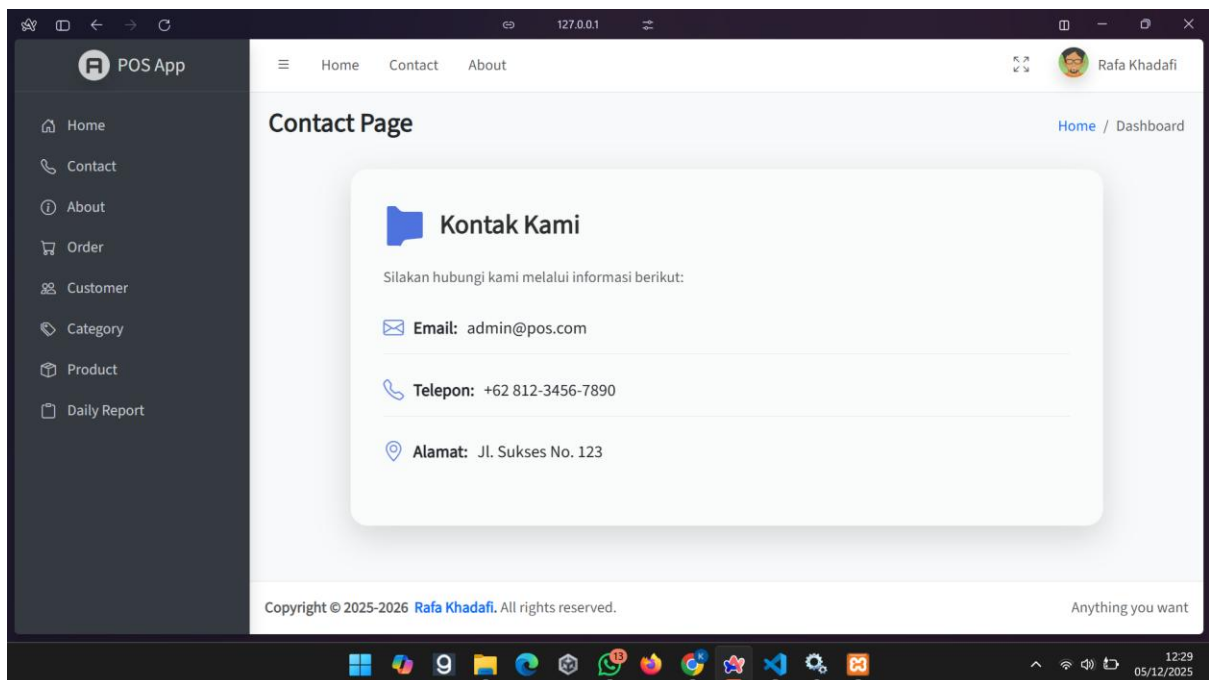 127.0.0.1
POS App
Home Contact About
Rafa Khadafi
Home
Contact
About
Order
Customer
Category
Product
Daily Report
Contact Page
Home / Dashboard
Kontak Kami
Silakan hubungi kami melalui informasi berikut:
Email: admin@pos.com
Telepon: +62 812-3456-7890
Alamat: Jl. Sukses No. 123
Copyright © 2025-2026 Rafa Khadafi. All rights reserved.
Anything you want
13
12:29
05/12/2025